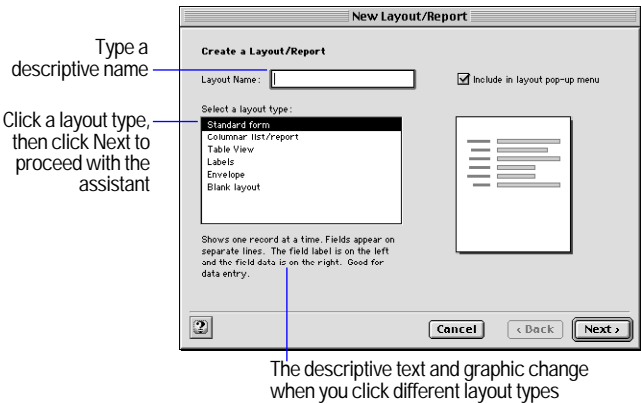 New Layout/Report
Type a
descriptive name
Create a Layout/Report
Layout Name:
Include in layout pop-up menu
Click a layout type,
then click Next to
proceed with the
assistant
Select a layout type:
Standard form
Columnar list/report
Table View
Labels
Envelope
Blank layout
Shows one record at a time. Fields appear on
separate lines. The field label is on the left
and the field data is on the right. Good for
data entry.
?
Cancel
‹ Back
Next ›
The descriptive text and graphic change
when you click different layout types